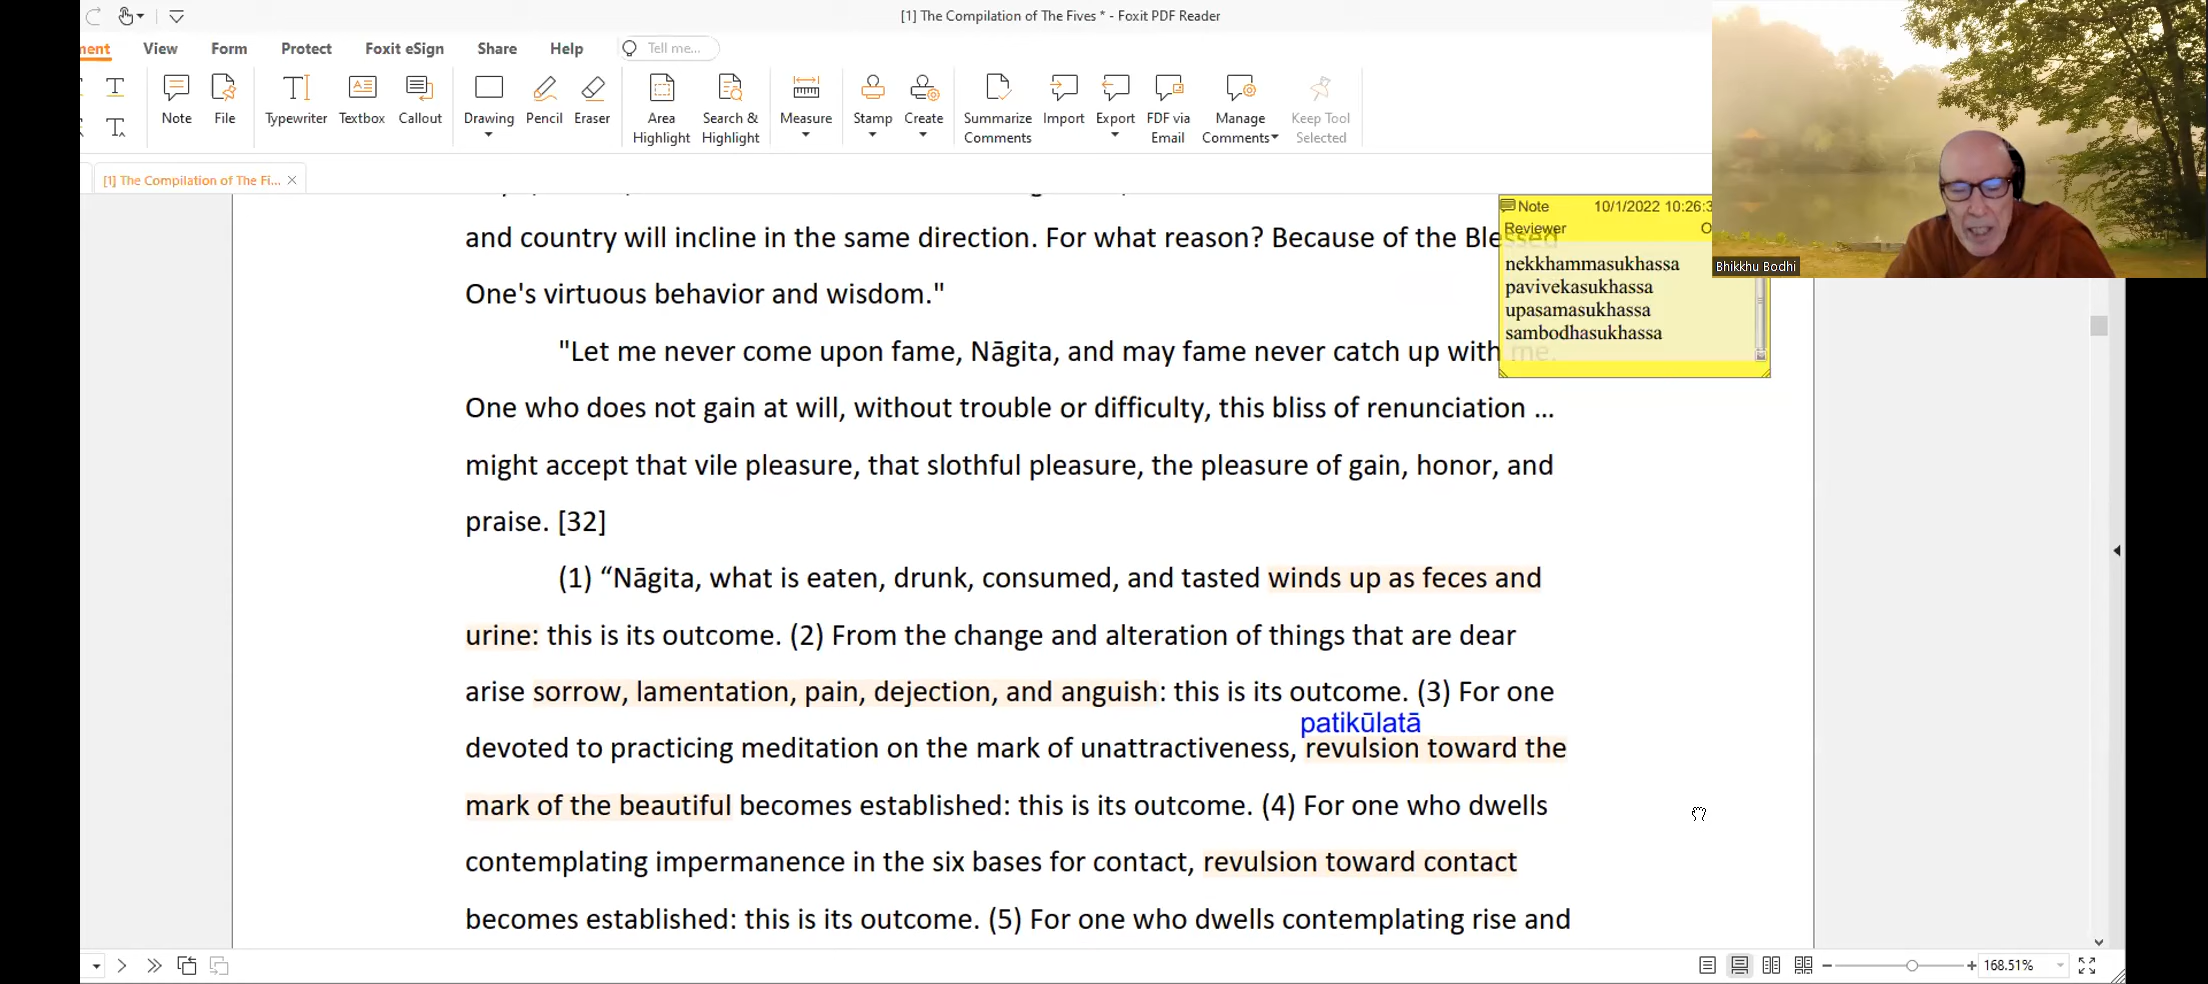 [1] The Compilation of The Fives * - Foxit PDF Reader
View Form Protect Foxit eSign Share Help Tell me...
Note File Typewriter Textbox Callout Drawing Pencil Eraser Area Highlight Search & Highlight Measure Stamp Create Summarize Comments Import Export FDF via Email Manage Comments Keep Tool Selected
[1] The Compilation of The Fi...
Note 10/1/2022 10:26:3
Reviewer
nekkhammasukhassa
pavivekasukhassa
upasamasukhassa
sambodhasukhassa
Bhikkhu Bodhi
and country will incline in the same direction. For what reason? Because of the Blessed
One's virtuous behavior and wisdom."
"Let me never come upon fame, Nāgita, and may fame never catch up with me.
One who does not gain at will, without trouble or difficulty, this bliss of renunciation ...
might accept that vile pleasure, that slothful pleasure, the pleasure of gain, honor, and
praise. [32]
(1) “Nāgita, what is eaten, drunk, consumed, and tasted winds up as feces and
urine: this is its outcome. (2) From the change and alteration of things that are dear
arise sorrow, lamentation, pain, dejection, and anguish: this is its outcome. (3) For one
patikūlatā
devoted to practicing meditation on the mark of unattractiveness, revulsion toward the
mark of the beautiful becomes established: this is its outcome. (4) For one who dwells
contemplating impermanence in the six bases for contact, revulsion toward contact
becomes established: this is its outcome. (5) For one who dwells contemplating rise and
168.51%